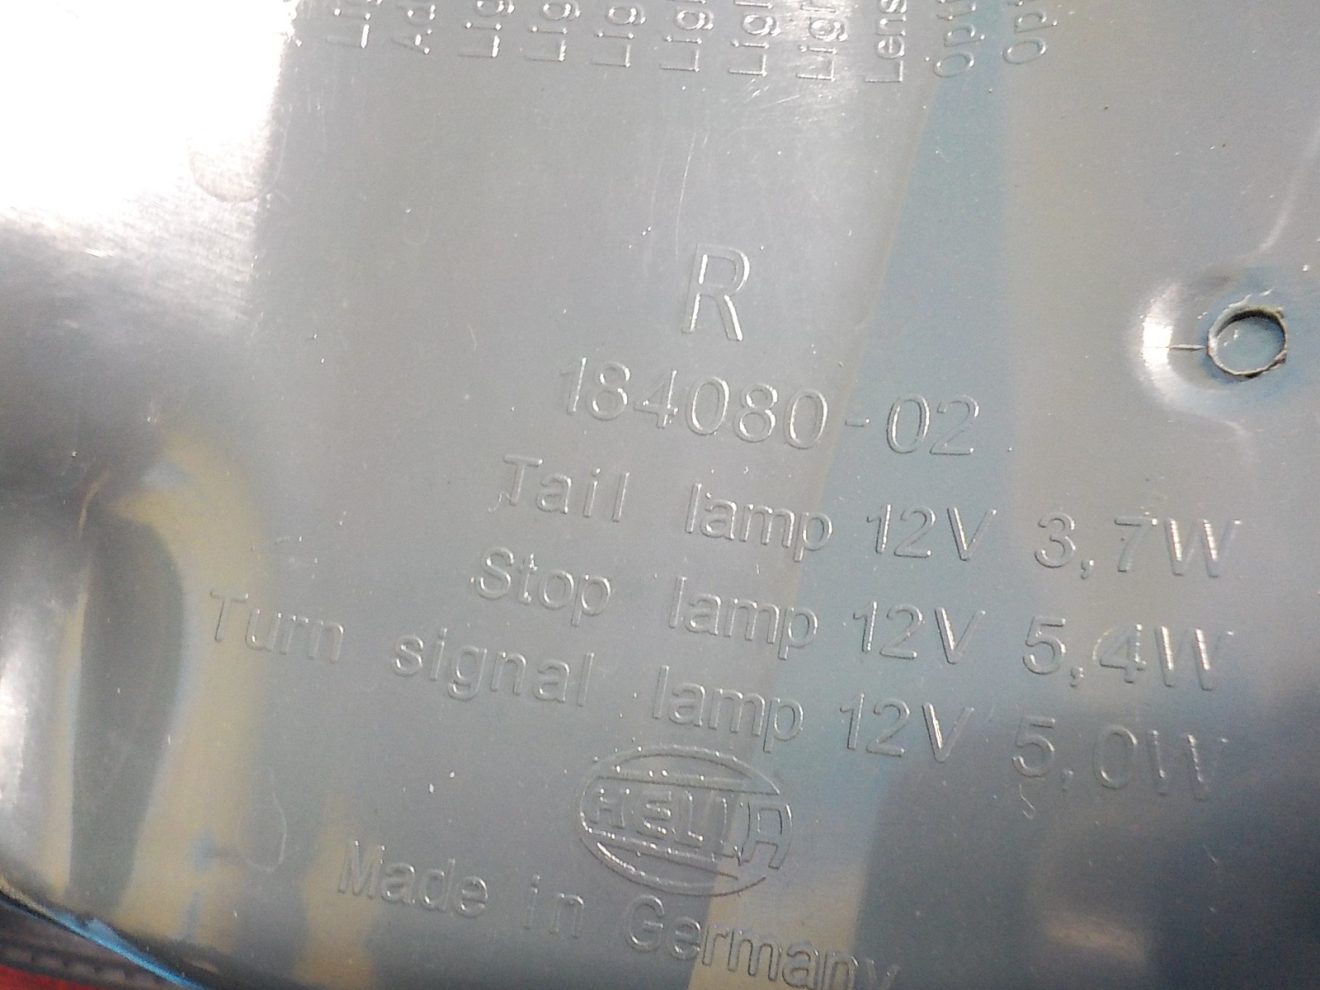 Lens
R
184080-02
Tail lamp 12V 3,7W
Stop lamp 12V 5,4W
Turn signal lamp 12V 5,0W
HELLA
Made in Germany